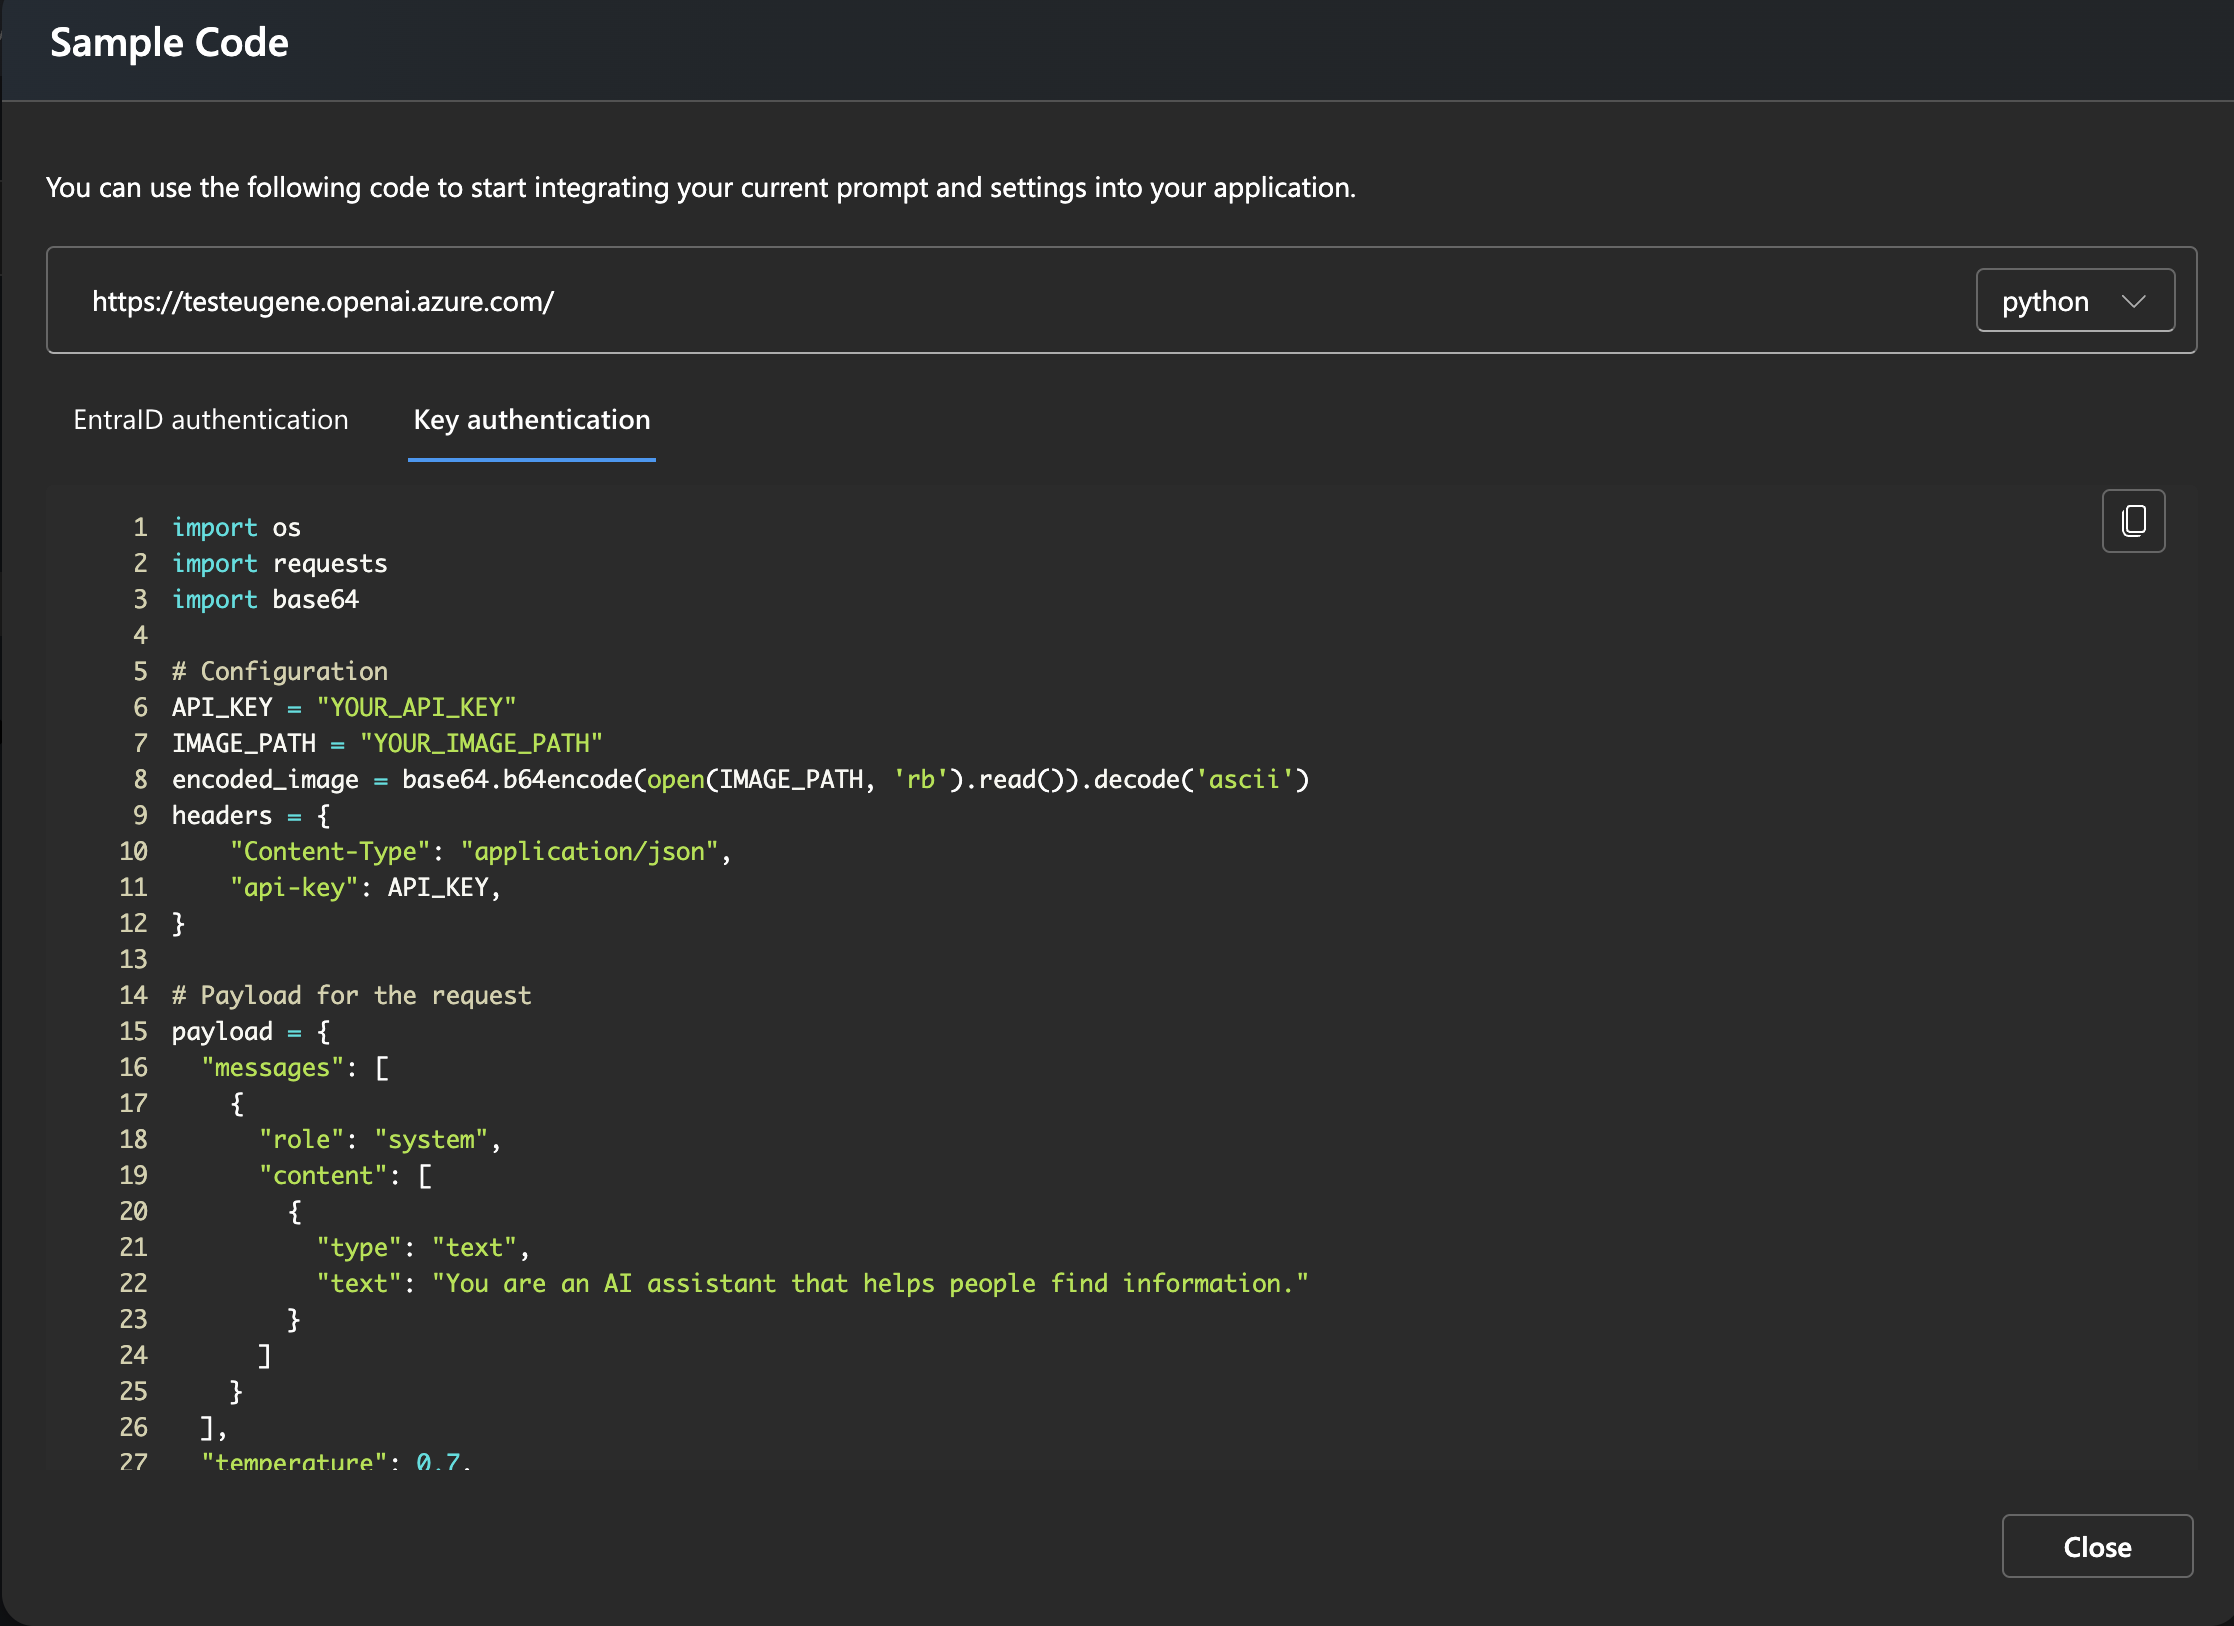 Sample Code
You can use the following code to start integrating your current prompt and settings into your application.
https://testeugene.openai.azure.com/
python
EntraID authentication
Key authentication
1 import os
2 import requests
3 import base64
4
5 # Configuration
6 API_KEY = "YOUR_API_KEY"
7 IMAGE_PATH = "YOUR_IMAGE_PATH"
8 encoded_image = base64.b64encode(open(IMAGE_PATH, 'rb').read()).decode('ascii')
9 headers = {
10     "Content-Type": "application/json",
11     "api-key": API_KEY,
12 }
13
14 # Payload for the request
15 payload = {
16   "messages": [
17     {
18       "role": "system",
19       "content": [
20         {
21           "type": "text",
22           "text": "You are an AI assistant that helps people find information."
23         }
24       ]
25     }
26   ],
27   "temperature": 0.7,
Close